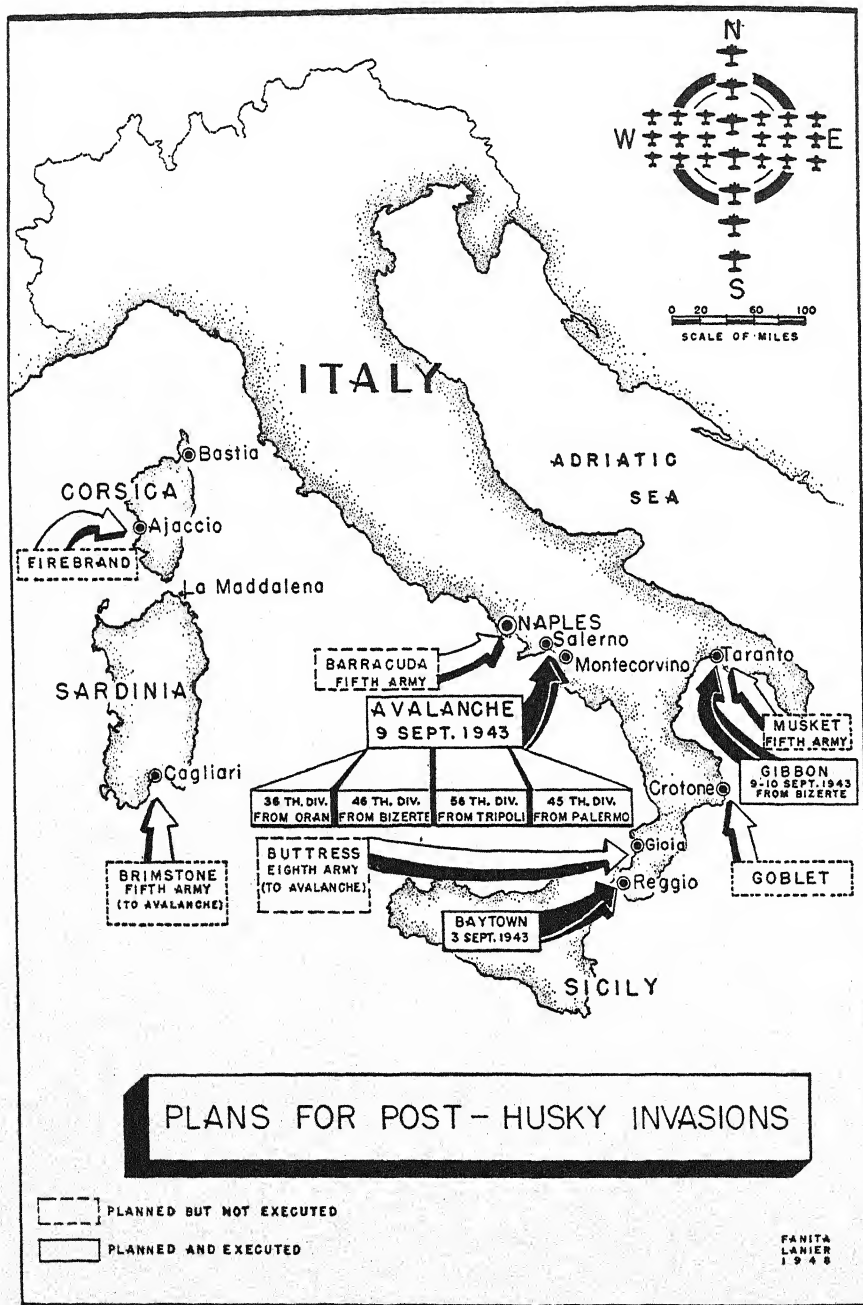 N
W E
S
0 20 60 100
SCALE OF MILES
ITALY
ADRIATIC
SEA
Bastia
CORSICA
Ajaccio
FIREBRAND
La Maddalena
SARDINIA
Cagliari
BRIMSTONE
FIFTH ARMY
(TO AVALANCHE)
NAPLES
Salerno
Montecorvino
BARRACUDA
FIFTH ARMY
AVALANCHE
9 SEPT. 1943
36 TH. DIV.
FROM ORAN
46 TH. DIV.
FROM BIZERTE
56 TH. DIV.
FROM TRIPOLI
45 TH. DIV.
FROM PALERMO
Taranto
MUSKET
FIFTH ARMY
GIBBON
9-10 SEPT. 1943
FROM BIZERTE
Crotone
GOBLET
BUTTRESS
EIGHTH ARMY
(TO AVALANCHE)
Gioia
Reggio
BAYTOWN
3 SEPT. 1943
SICILY
PLANS FOR POST-HUSKY INVASIONS
PLANNED BUT NOT EXECUTED
PLANNED AND EXECUTED
FANITA
LANIER
1948